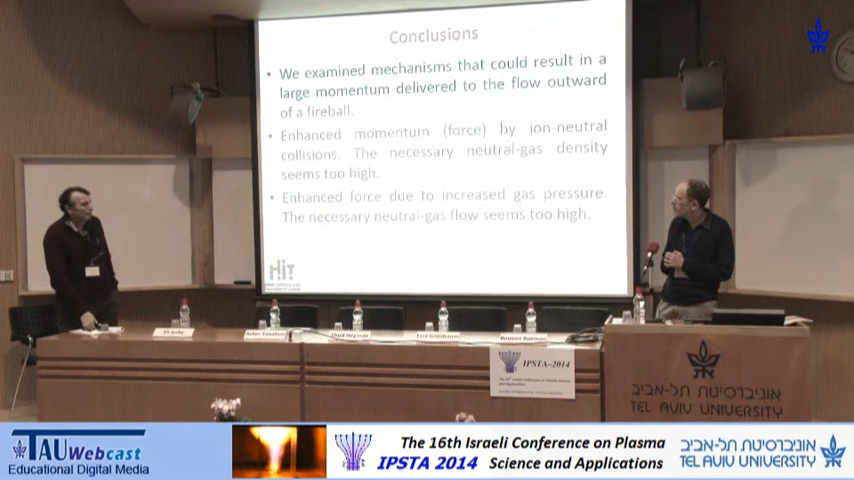 Conclusions
• We examined mechanisms that could result in a
large momentum delivered to the flow outward
of a fireball.
• Enhanced momentum (force) by ion-neutral
collisions. The necessary neutral-gas density
seems too high.
• Enhanced force due to increased gas pressure.
The necessary neutral-gas flow seems too high.
HiT
IPSTA-2014
אוניברסיטת תל-אביב
TEL AVIV UNIVERSITY
TAU Webcast
Educational Digital Media
The 16th Israeli Conference on Plasma
IPSTA 2014 Science and Applications
אוניברסיטת תל-אביב
TEL AVIV UNIVERSITY